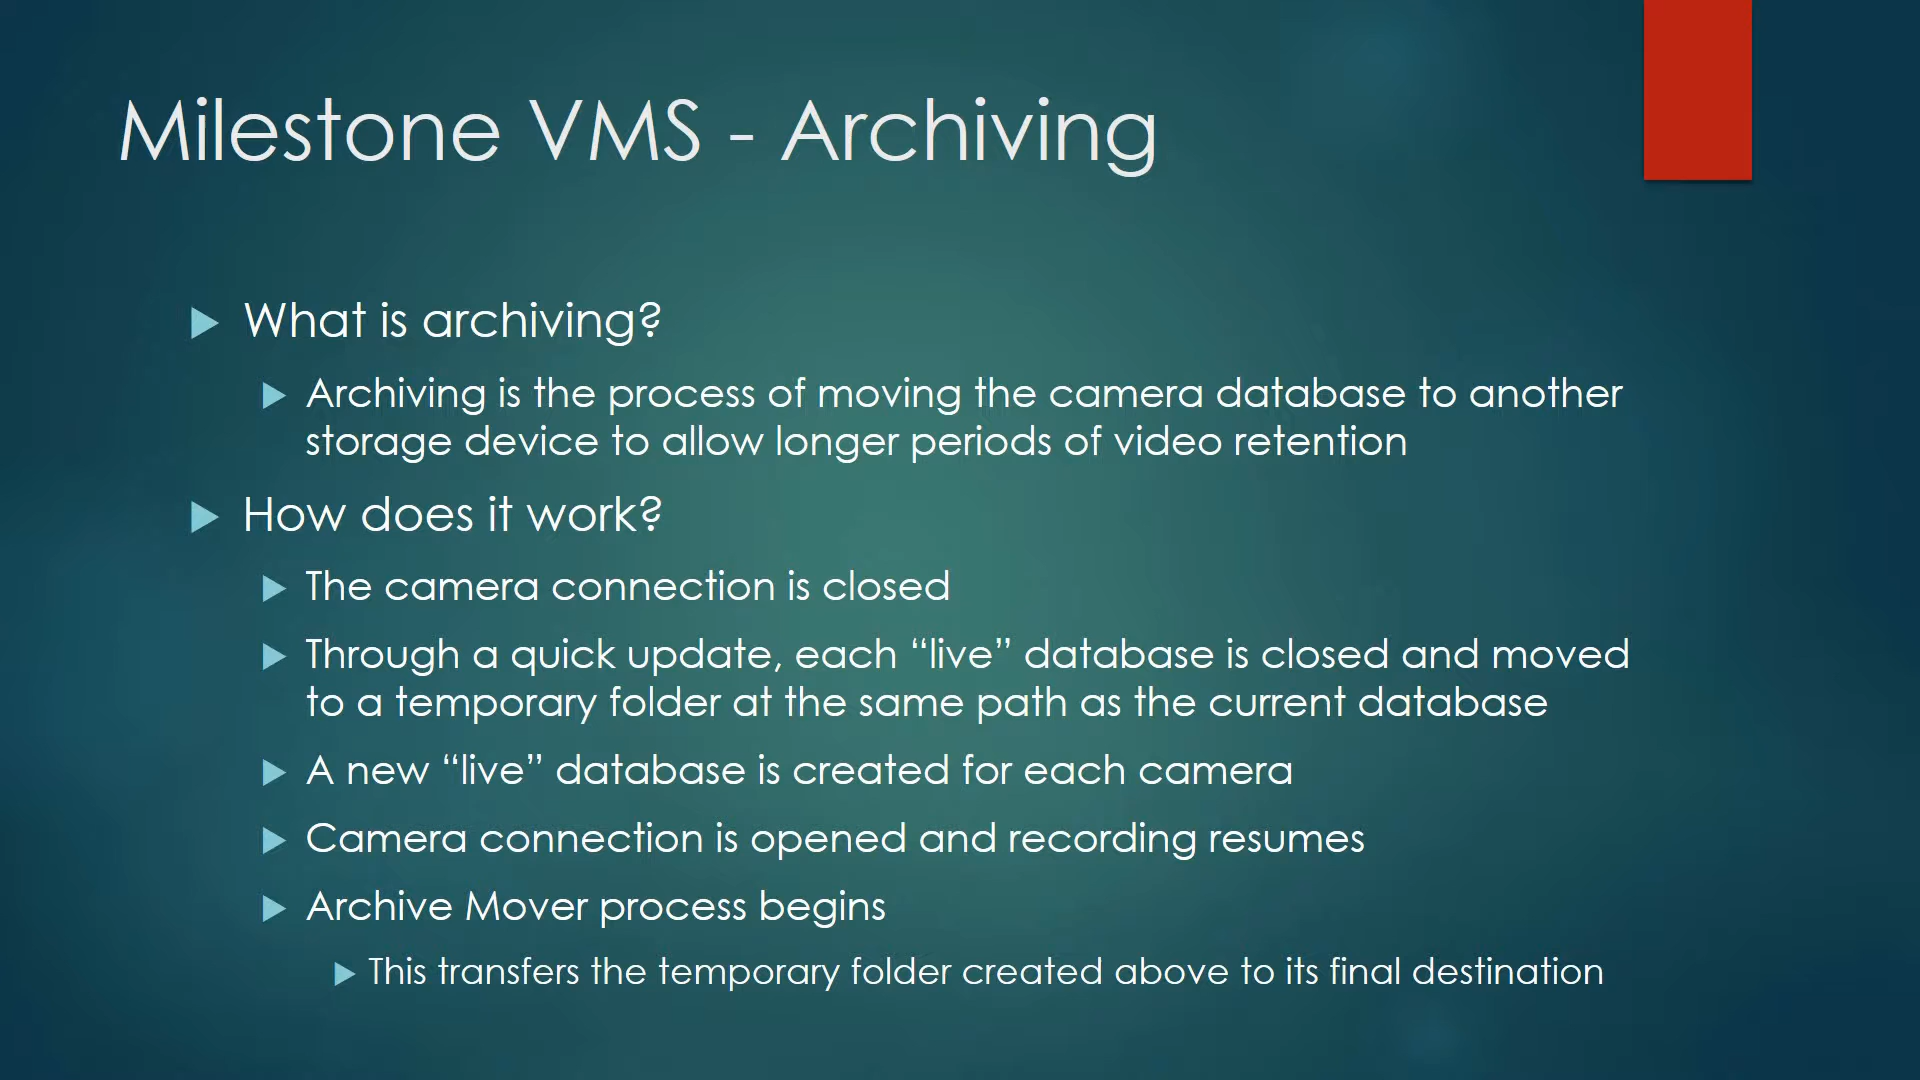 Milestone VMS - Archiving
What is archiving?
Archiving is the process of moving the camera database to another
storage device to allow longer periods of video retention
How does it work?
The camera connection is closed
Through a quick update, each “live” database is closed and moved
to a temporary folder at the same path as the current database
A new “live” database is created for each camera
Camera connection is opened and recording resumes
Archive Mover process begins
This transfers the temporary folder created above to its final destination